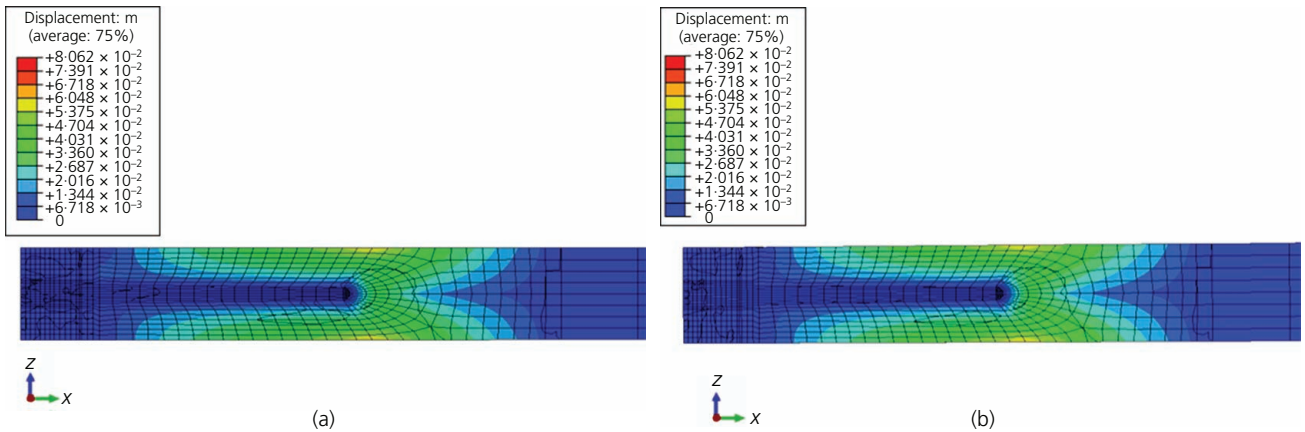 Displacement: m
(average: 75%)
+8·062 × 10⁻²
+7·391 × 10⁻²
+6·718 × 10⁻²
+6·048 × 10⁻²
+5·375 × 10⁻²
+4·704 × 10⁻²
+4·031 × 10⁻²
+3·360 × 10⁻²
+2·687 × 10⁻²
+2·016 × 10⁻²
+1·344 × 10⁻²
+6·718 × 10⁻³
0
Z
X
(a)
Displacement: m
(average: 75%)
+8·062 × 10⁻²
+7·391 × 10⁻²
+6·718 × 10⁻²
+6·048 × 10⁻²
+5·375 × 10⁻²
+4·704 × 10⁻²
+4·031 × 10⁻²
+3·360 × 10⁻²
+2·687 × 10⁻²
+2·016 × 10⁻²
+1·344 × 10⁻²
+6·718 × 10⁻³
0
Z
X
(b)